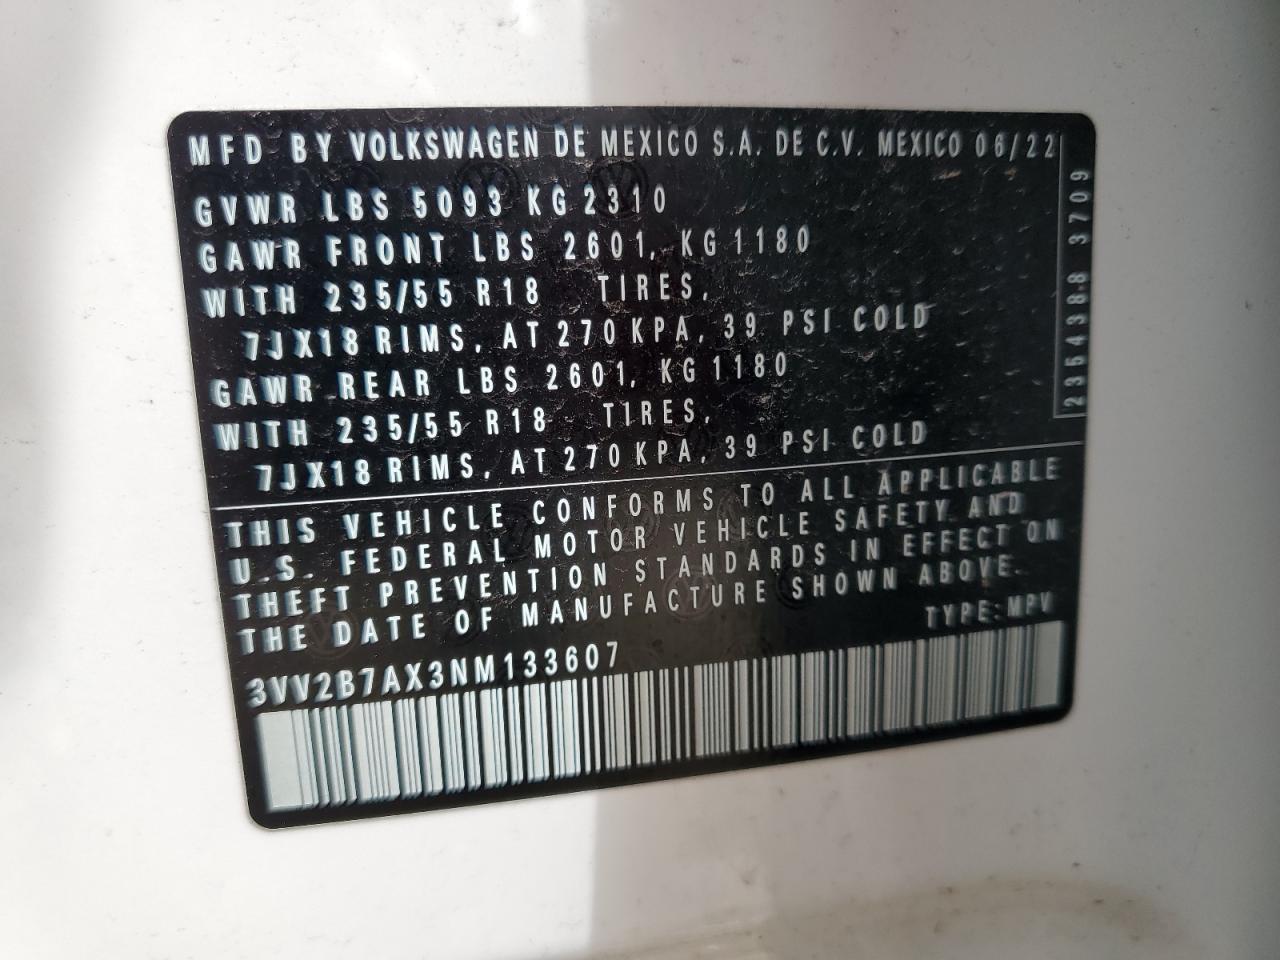 MFD BY VOLKSWAGEN DE MEXICO S.A. DE C.V. MEXICO 06/22
GVWR LBS 5093 KG 2310
GAWR FRONT LBS 2601, KG 1180
WITH 235/55 R18 TIRES,
7JX18 RIMS, AT 270 KPA, 39 PSI COLD
GAWR REAR LBS 2601, KG 1180
WITH 235/55 R18 TIRES,
7JX18 RIMS, AT 270 KPA, 39 PSI COLD
235438.8 3709
THIS VEHICLE CONFORMS TO ALL APPLICABLE
U.S. FEDERAL MOTOR VEHICLE SAFETY AND
THEFT PREVENTION STANDARDS IN EFFECT ON
THE DATE OF MANUFACTURE SHOWN ABOVE.
TYPE: MPV
3VV2B7AX3NM133607